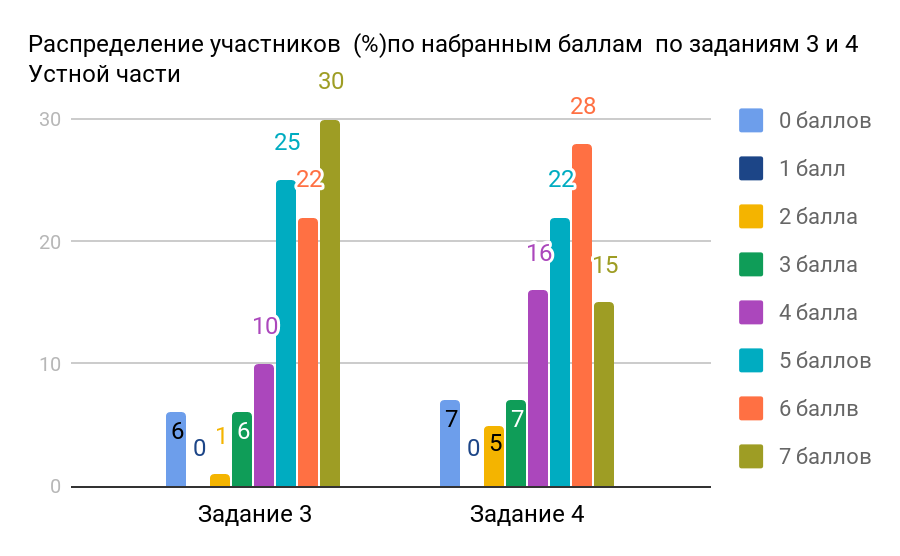 Распределение участников  (%)по набранным баллам  по заданиям 3 и 4
Устной части
30
20
10
0
6
0
1
6
10
25
22
30
7
0
5
7
16
22
28
15
Задание 3
Задание 4
0 баллов
1 балл
2 балла
3 балла
4 балла
5 баллов
6 баллв
7 баллов